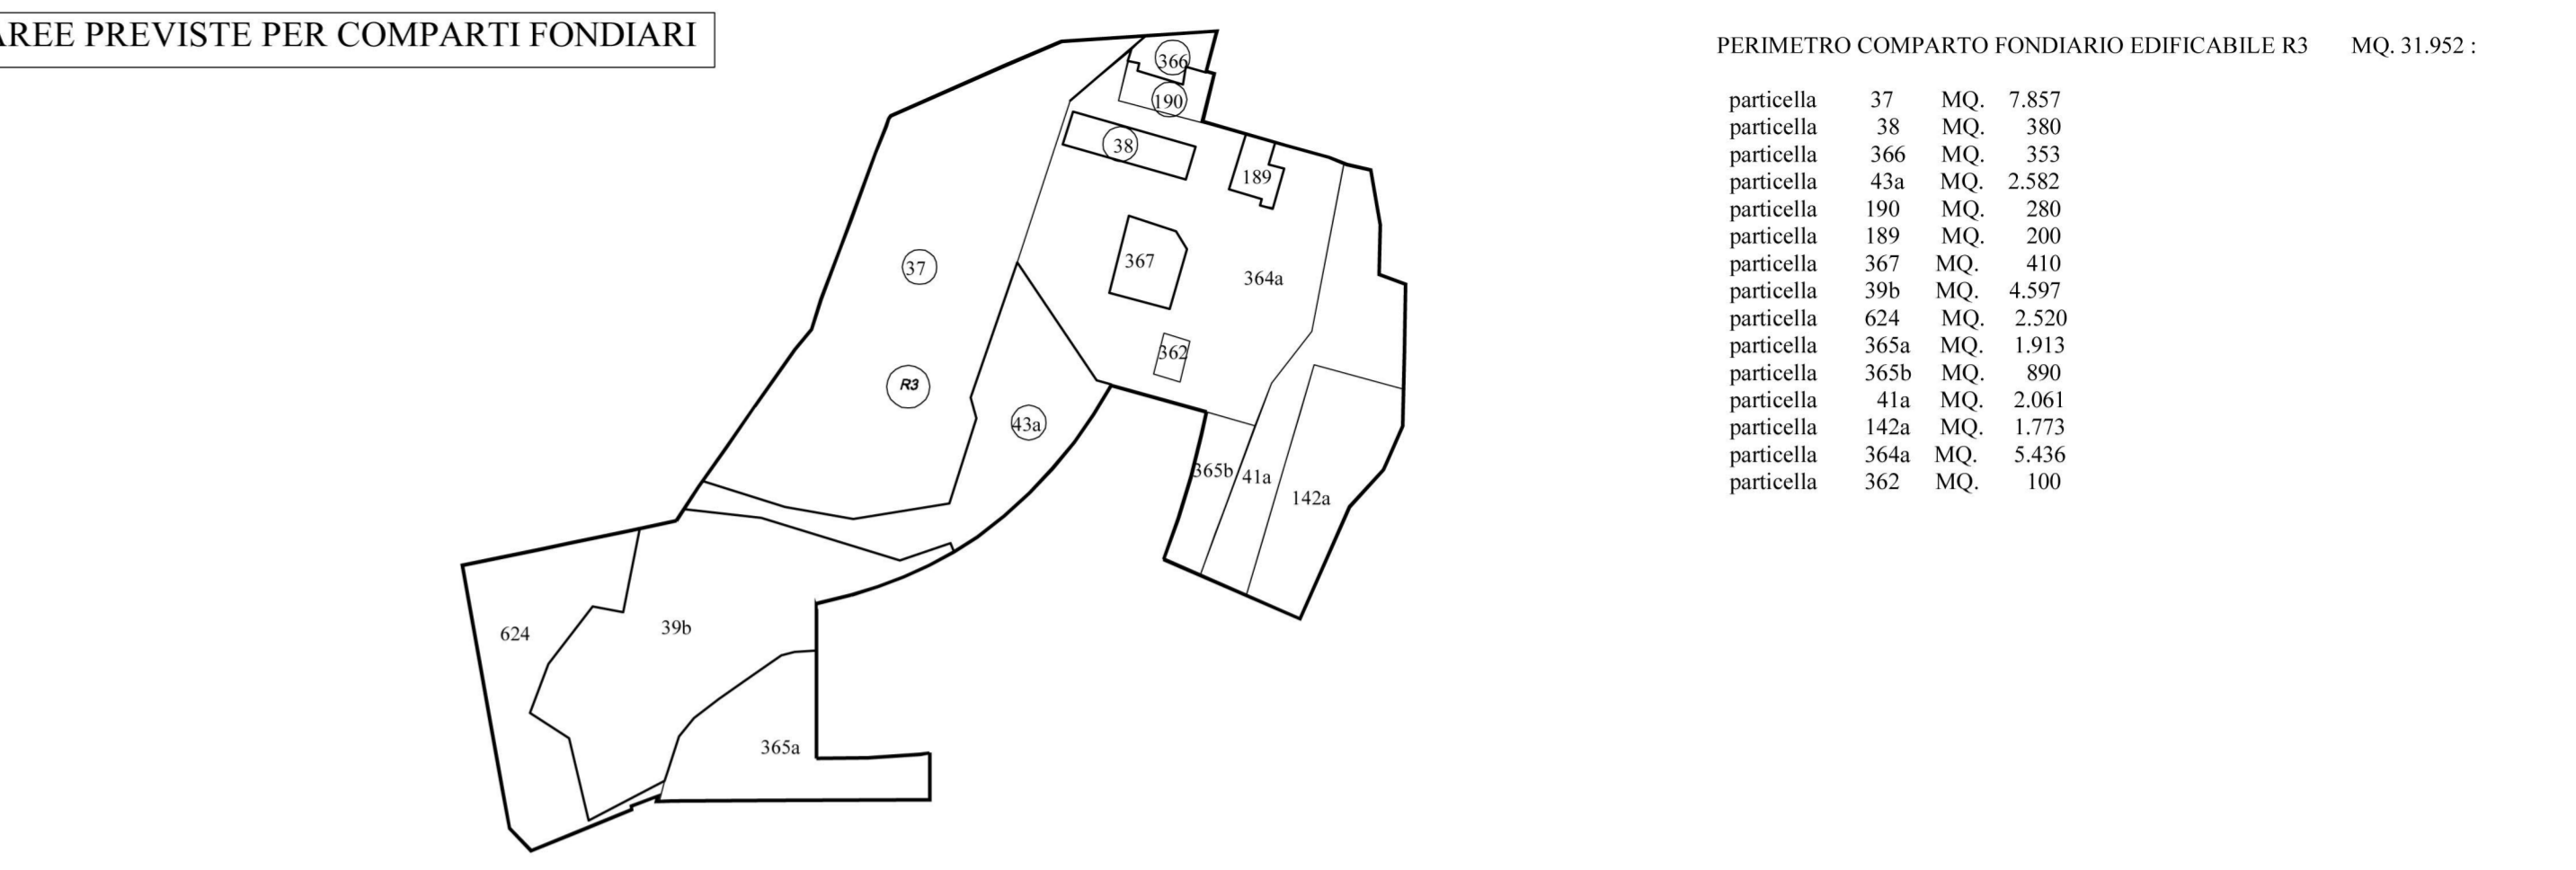 AREE PREVISTE PER COMPARTI FONDIARI
PERIMETRO COMPARTO FONDIARIO EDIFICABILE R3 MQ. 31.952 :
particella 37 MQ. 7.857
particella 38 MQ. 380
particella 366 MQ. 353
particella 43a MQ. 2.582
particella 190 MQ. 280
particella 189 MQ. 200
particella 367 MQ. 410
particella 39b MQ. 4.597
particella 624 MQ. 2.520
particella 365a MQ. 1.913
particella 365b MQ. 890
particella 41a MQ. 2.061
particella 142a MQ. 1.773
particella 364a MQ. 5.436
particella 362 MQ. 100
366
190
38
189
37
367
364a
362
R3
43a
365b
41a
142a
624
39b
365a